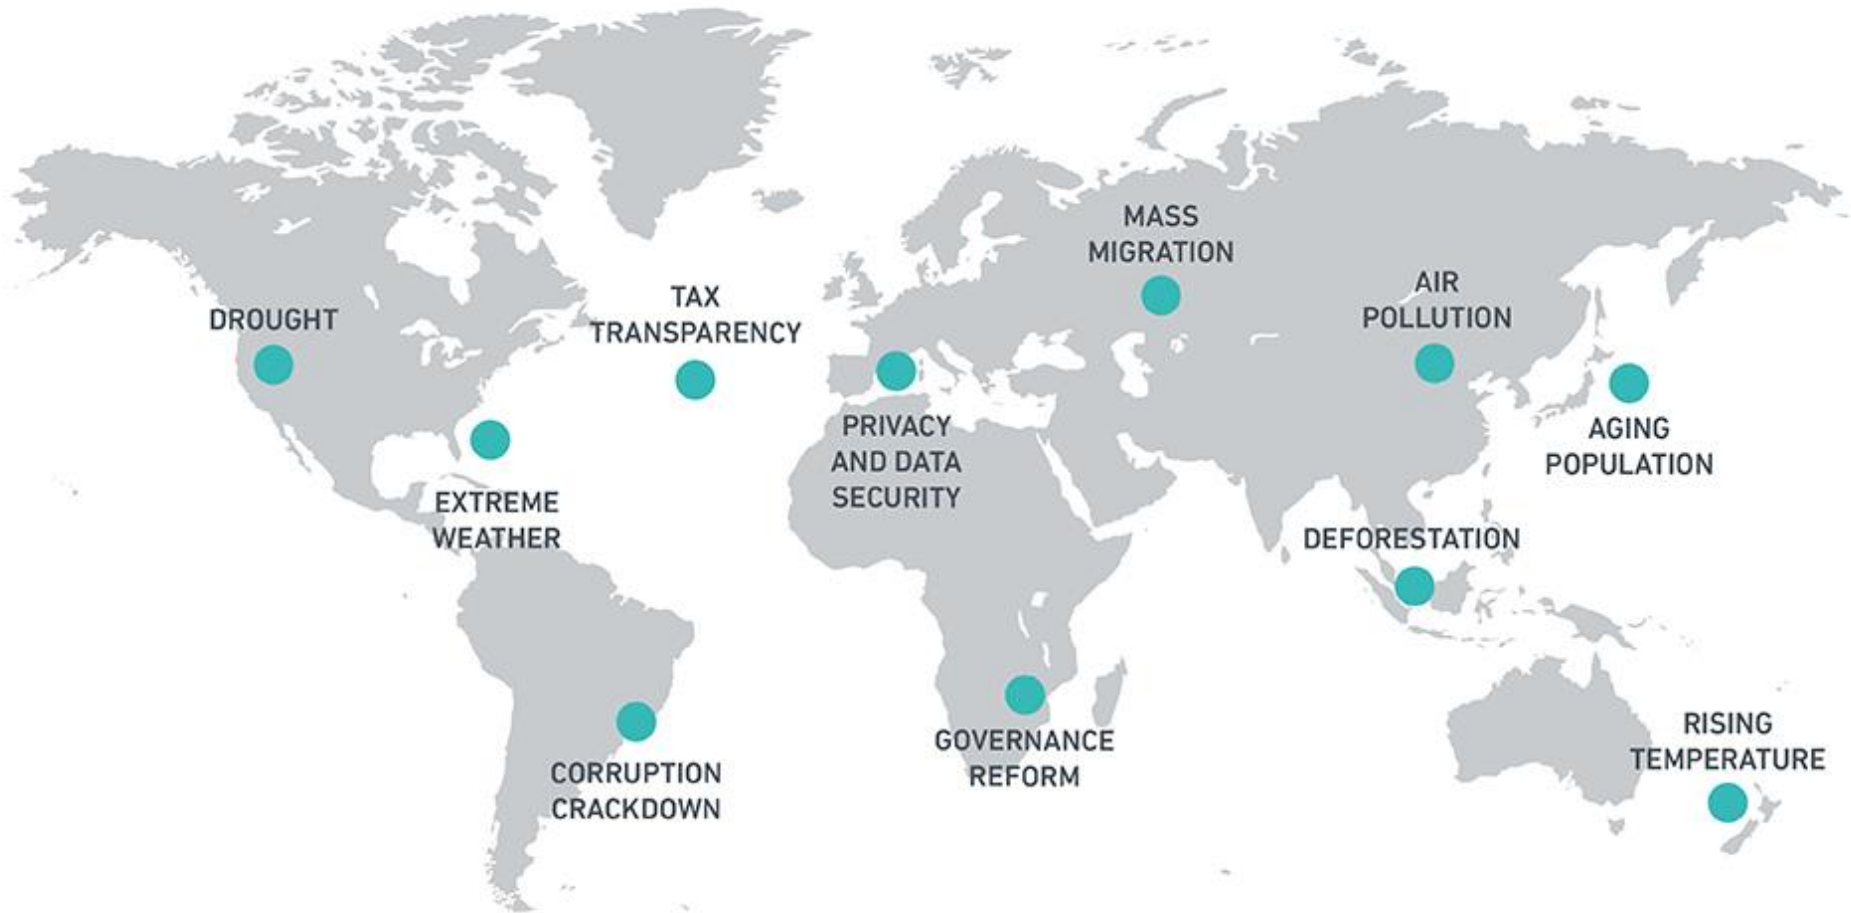 MASS
MIGRATION
AIR
POLLUTION
TAX
TRANSPARENCY
DROUGHT
PRIVACY
AND DATA
SECURITY
AGING
POPULATION
EXTREME
WEATHER
DEFORESTATION
RISING
TEMPERATURE
GOVERNANCE
REFORM
CORRUPTION
CRACKDOWN